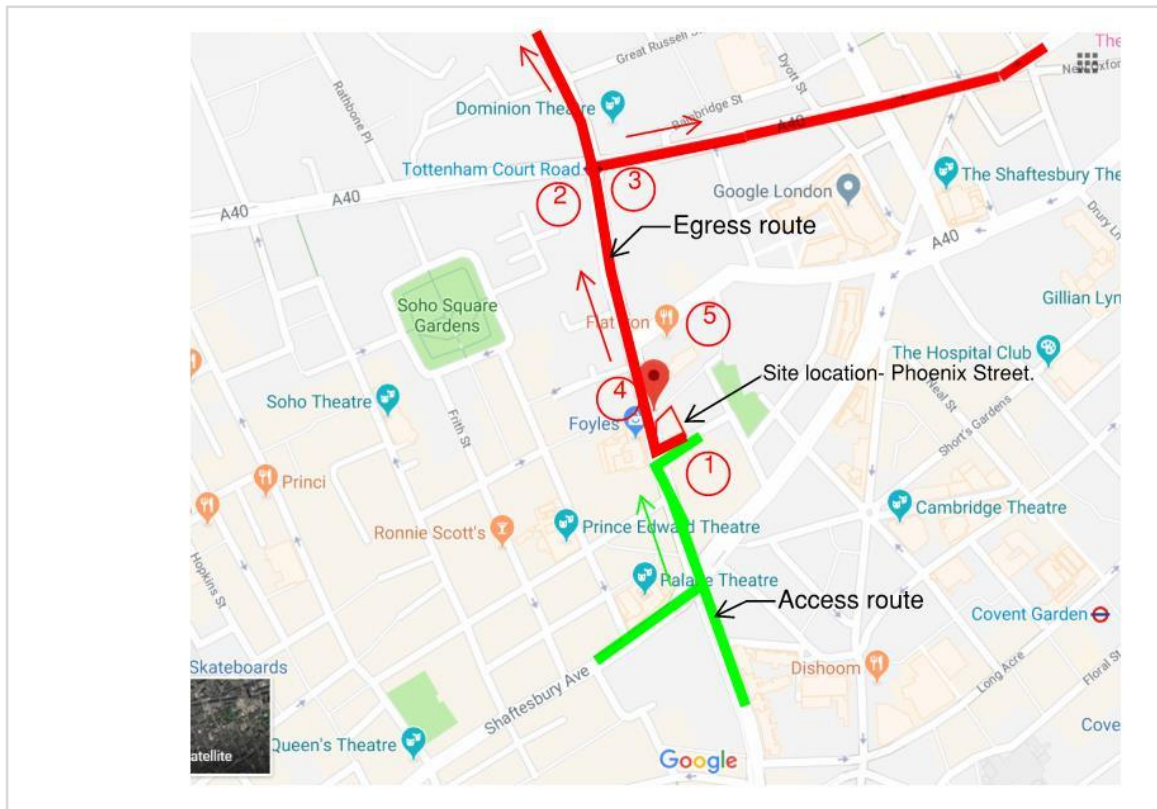 The
Great Russell S
New Oxford
Dyott St
Rathbone Pl
Dominion Theatre
Bainbridge St
A40
Tottenham Court Road
3
2
Google London
The Shaftesbury The
A40
A40
Egress route
Drury Ln
A40
Soho Square
Gardens
Gillian Lyn
5
Flat Iron
The Hospital Club
Site location- Phoenix Street.
4
Soho Theatre
Foyles
Neal St
Frith St
Short's Gardens
1
Princi
Cambridge Theatre
Ronnie Scott's
Prince Edward Theatre
Hopkins St
Palace Theatre
Access route
Covent Garden
Skateboards
Dishoom
Long Acre
Floral St
Shaftesbury Ave
Cove
Queen's Theatre
atellite
Google